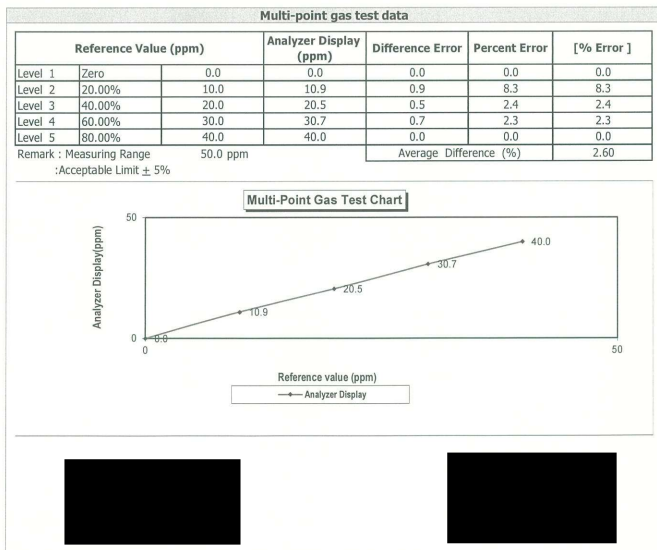 Multi-point gas test data
Reference Value (ppm) Analyzer Display (ppm) Difference Error Percent Error [% Error ]
Level 1 Zero 0.0 0.0 0.0 0.0 0.0
Level 2 20.00% 10.0 10.9 0.9 8.3 8.3
Level 3 40.00% 20.0 20.5 0.5 2.4 2.4
Level 4 60.00% 30.0 30.7 0.7 2.3 2.3
Level 5 80.00% 40.0 40.0 0.0 0.0 0.0
Remark : Measuring Range 50.0 ppm Average Difference (%) 2.60
:Acceptable Limit ± 5%
Multi-Point Gas Test Chart
50
Analyzer Display(ppm)
40.0
30.7
20.5
10.9
0 0.0
0 50
Reference value (ppm)
Analyzer Display